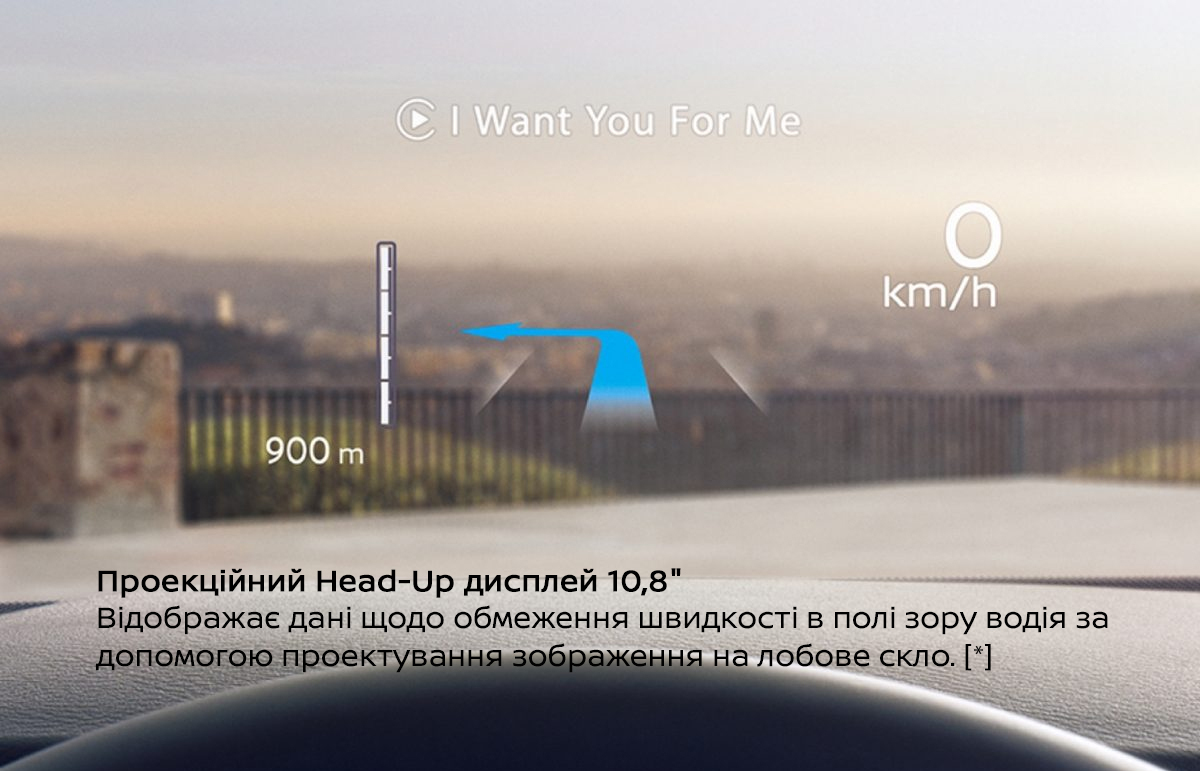 I Want You For Me
0
km/h
900 m
Проекційний Head-Up дисплей 10,8"
Відображає дані щодо обмеження швидкості в полі зору водія за
допомогою проектування зображення на лобове скло. [*]